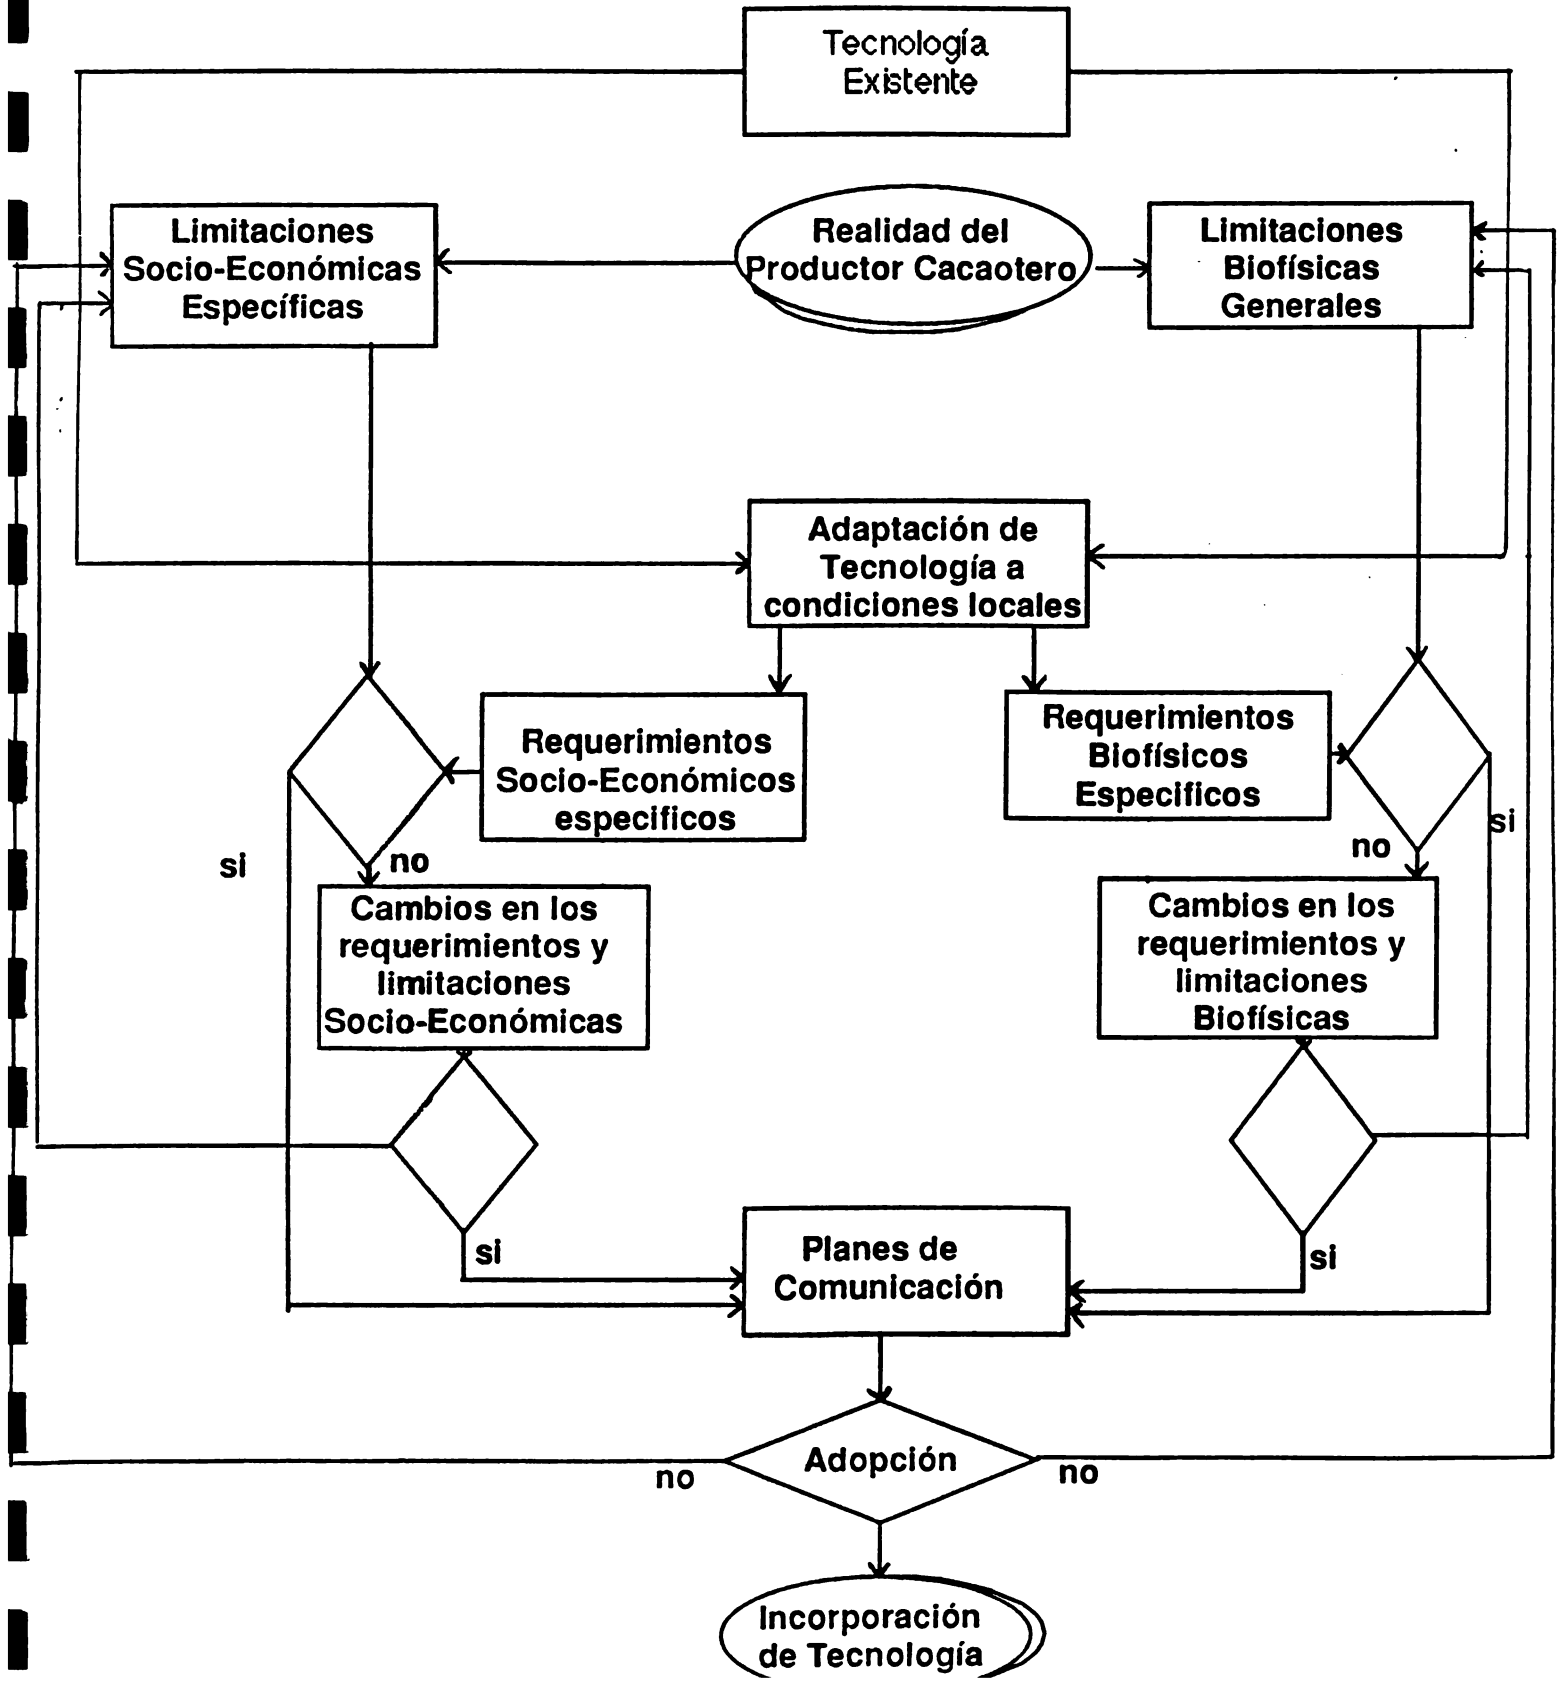 Tecnología
Existente
Limitaciones
Socio-Económicas
Específicas
Realidad del
Productor Cacaotero
Limitaciones
Biofísicas
Generales
Adaptación de
Tecnología a
condiciones locales
Requerimientos
Socio-Económicos
especificos
Requerimientos
Biofísicos
Especificos
si
no
no
si
Cambios en los
requerimientos y
limitaciones
Socio-Económicas
Cambios en los
requerimientos y
limitaciones
Biofísicas
si
Planes de
Comunicación
si
no
Adopción
no
Incorporación
de Tecnología